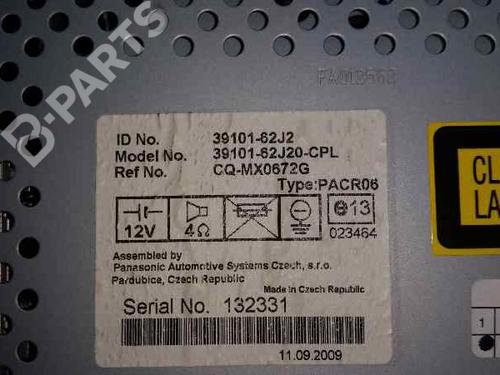 B-PARTS
ID No. 39101-62J2
Model No. 39101-62J20-CPL
Ref No. CQ-MX0672G
Type:PACR06
12V 4Ω e13
023464
Assembled by
Panasonic Automotive Systems Czech, s.r.o.
Pardubice, Czech Republic
Made in Czech Republic
Serial No. 132331
11.09.2009
CL
LA
1